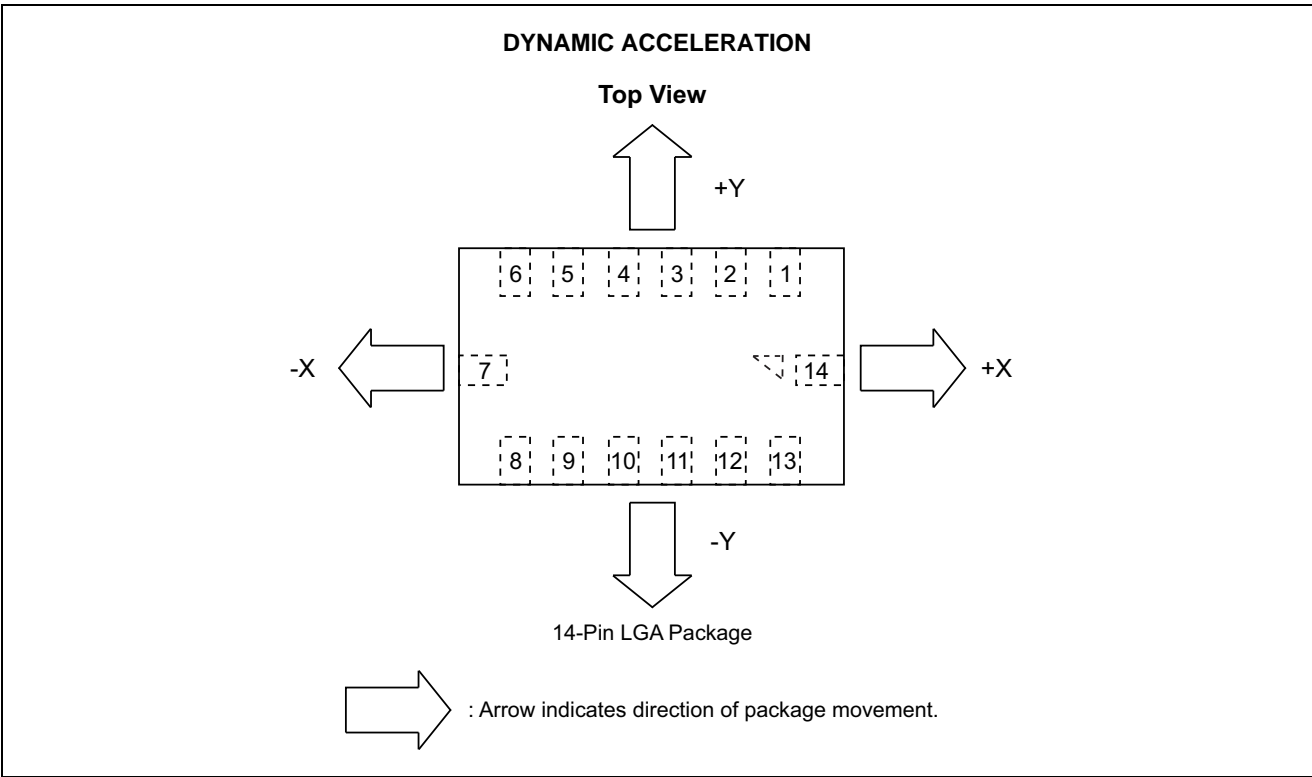 DYNAMIC ACCELERATION
Top View
+Y
6 5 4 3 2 1
-X
7
14
+X
8 9 10 11 12 13
-Y
14-Pin LGA Package
: Arrow indicates direction of package movement.